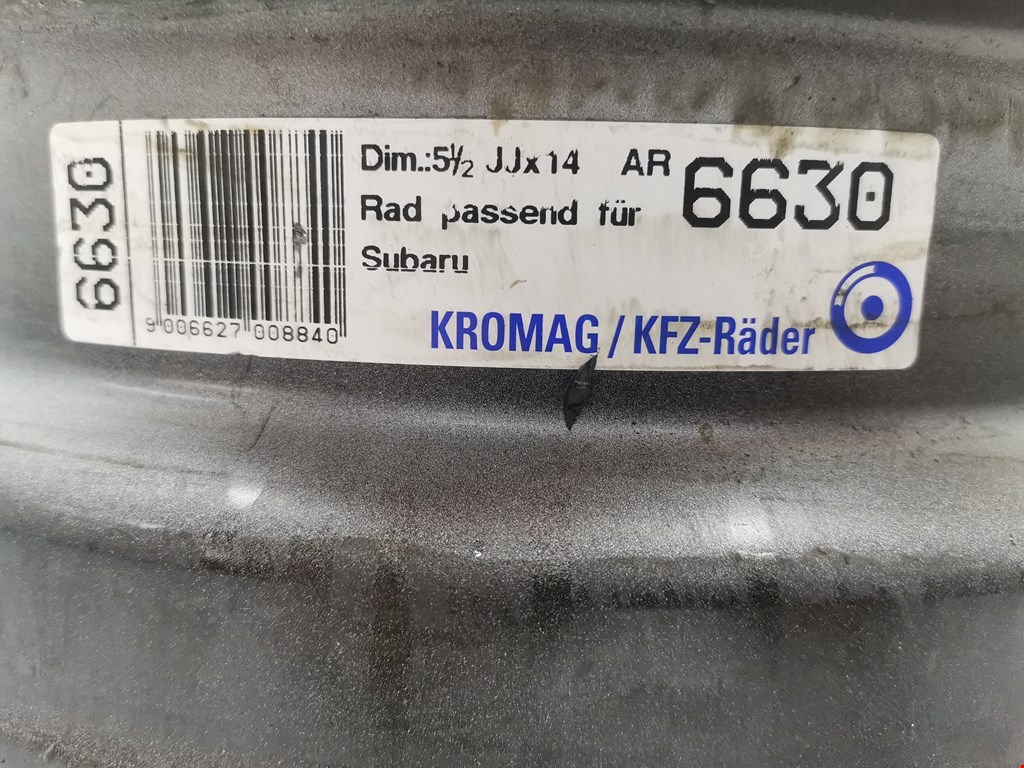 6630
9 006627 008840
Dim.:5½ JJx14 AR 6630
Rad passend für
Subaru
KROMAG / KFZ-Räder